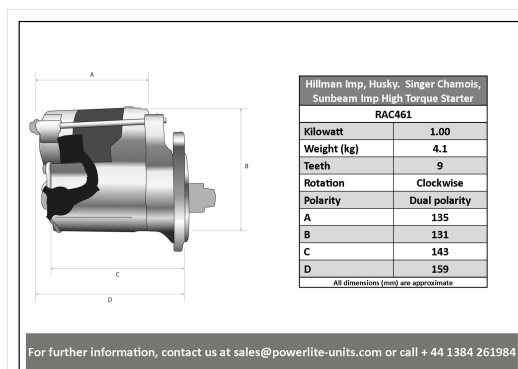 A
B
C
D
Hillman Imp, Husky. Singer Chamois,
Sunbeam Imp High Torque Starter
RAC461
Kilowatt 1.00
Weight (kg) 4.1
Teeth 9
Rotation Clockwise
Polarity Dual polarity
A 135
B 131
C 143
D 159
All dimensions (mm) are approximate
For further information, contact us at sales@powerlite-units.com or call + 44 1384 261984